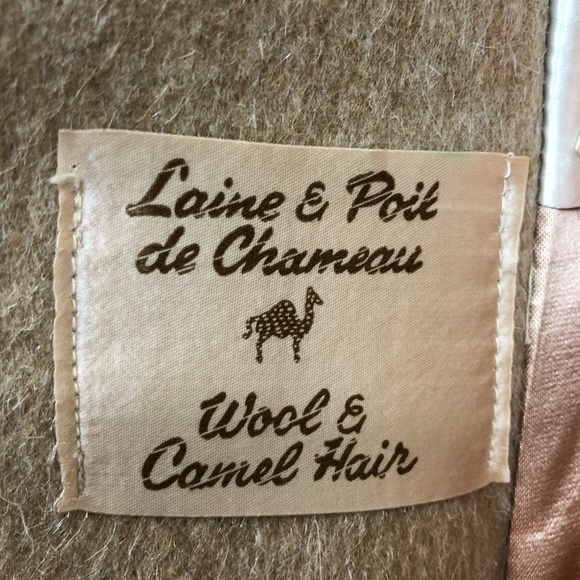 Laine & Poil
de Chameau
Wool &
Camel Hair